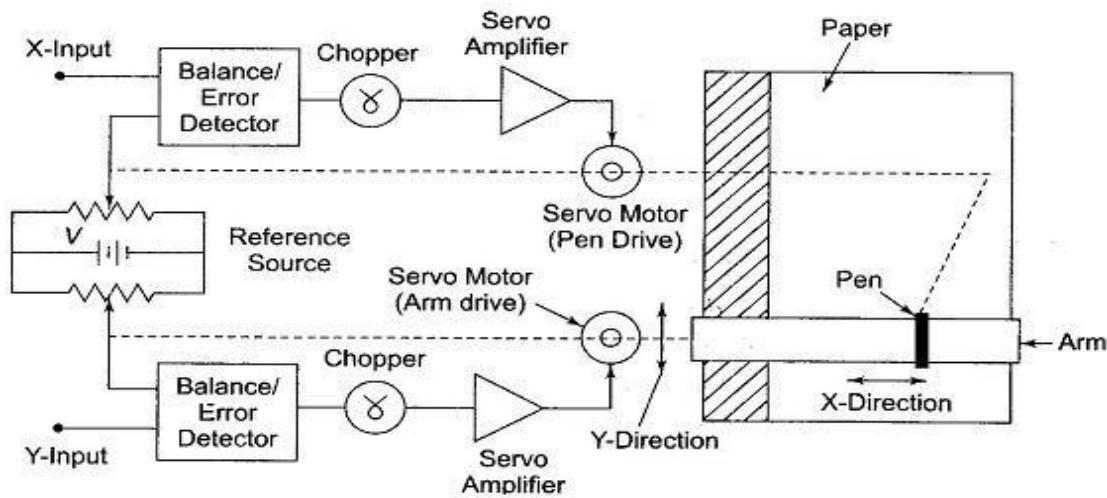 X-Input
Balance/
Error
Detector
Chopper
Servo
Amplifier
Paper
Servo Motor
(Pen Drive)
V
Reference
Source
Servo Motor
(Arm drive)
Pen
Arm
X-Direction
Y-Direction
Chopper
Balance/
Error
Detector
Y-Input
Servo
Amplifier